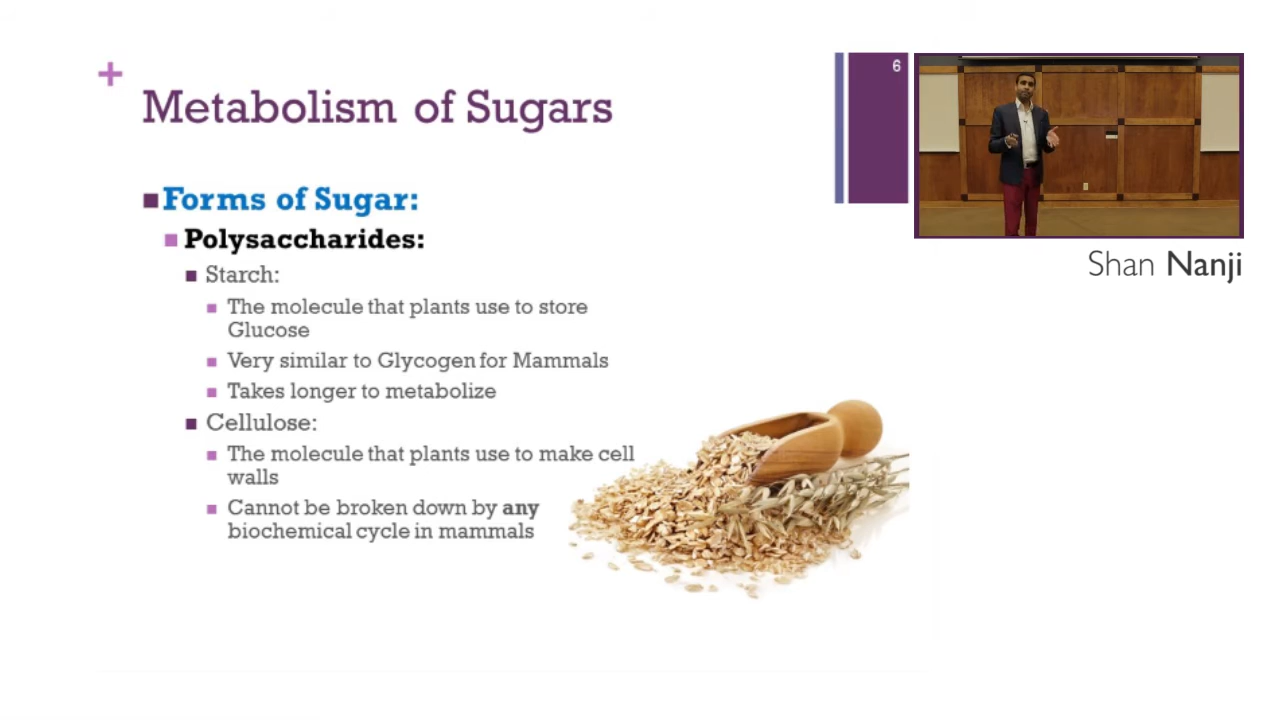 +
Metabolism of Sugars
6
Forms of Sugar:
Polysaccharides:
Starch:
The molecule that plants use to store
Glucose
Very similar to Glycogen for Mammals
Takes longer to metabolize
Cellulose:
The molecule that plants use to make cell
walls
Cannot be broken down by any
biochemical cycle in mammals
Shan Nanji